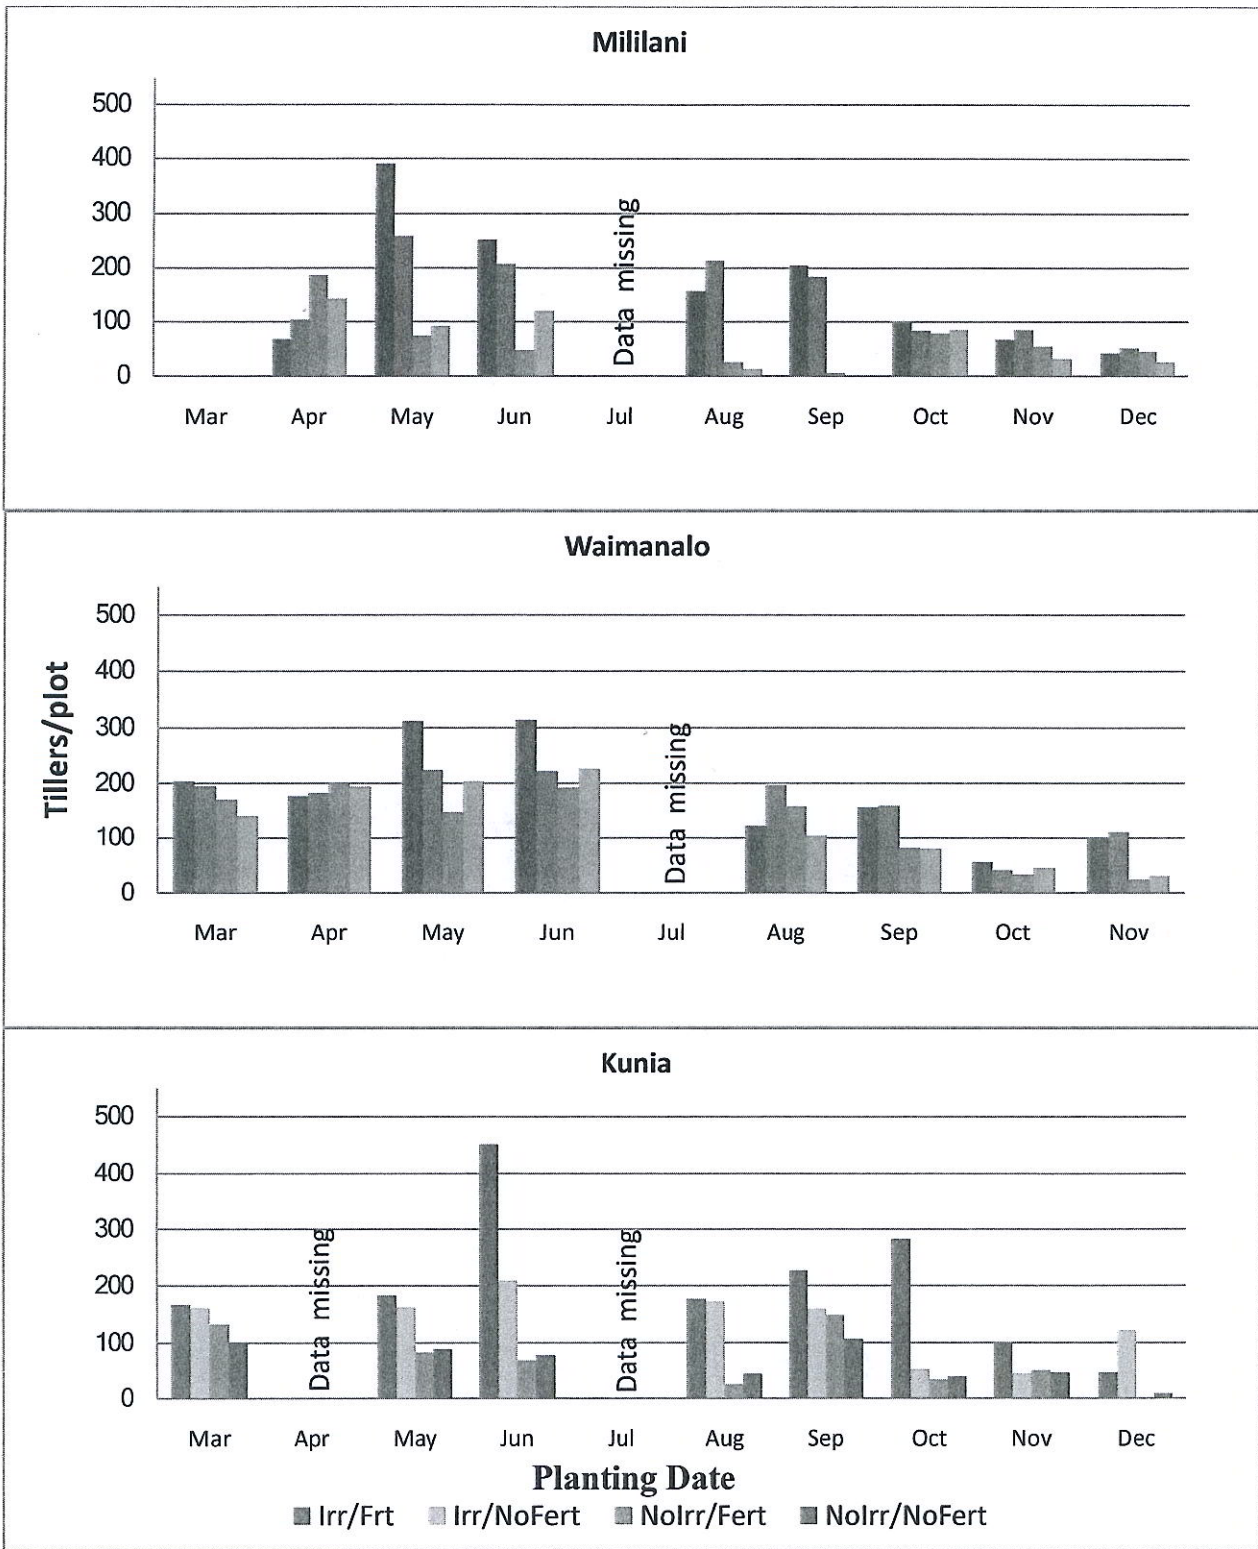 Mililani
500
400
300
200
100
0
Data missing
Mar Apr May Jun Jul Aug Sep Oct Nov Dec
Waimanalo
Tillers/plot
500
400
300
200
100
0
Data missing
Mar Apr May Jun Jul Aug Sep Oct Nov
Kunia
500
400
300
200
100
0
Data missing
Data missing
Mar Apr May Jun Jul Aug Sep Oct Nov Dec
Planting Date
Irr/Frt Irr/NoFert NoIrr/Fert NoIrr/NoFert